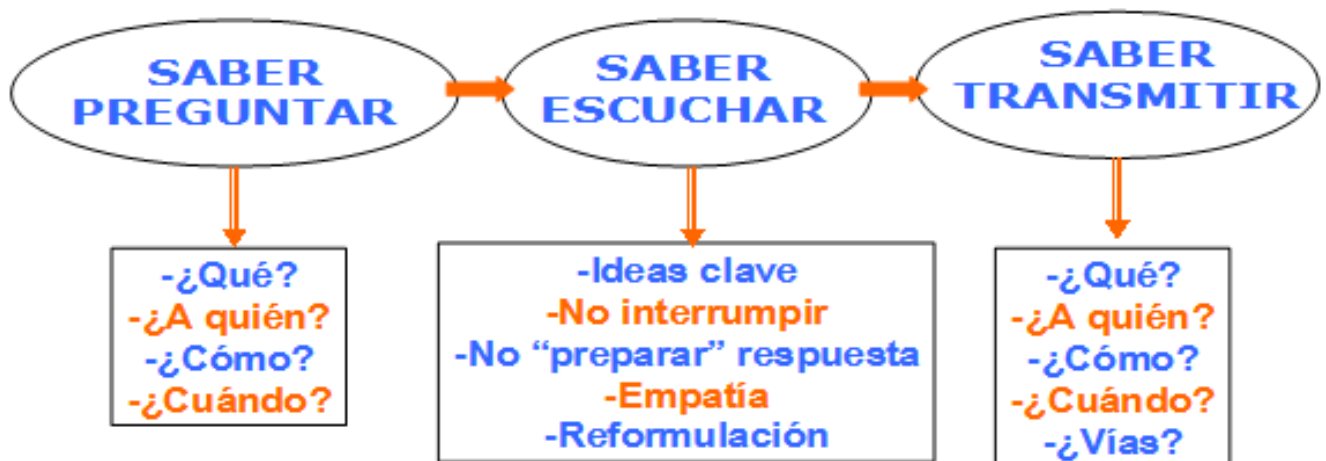 SABER
PREGUNTAR
SABER
ESCUCHAR
SABER
TRANSMITIR
-¿Qué?
-¿A quién?
-¿Cómo?
-¿Cuándo?
-Ideas clave
-No interrumpir
-No “preparar” respuesta
-Empatía
-Reformulación
-¿Qué?
-¿A quién?
-¿Cómo?
-¿Cuándo?
-¿Vías?